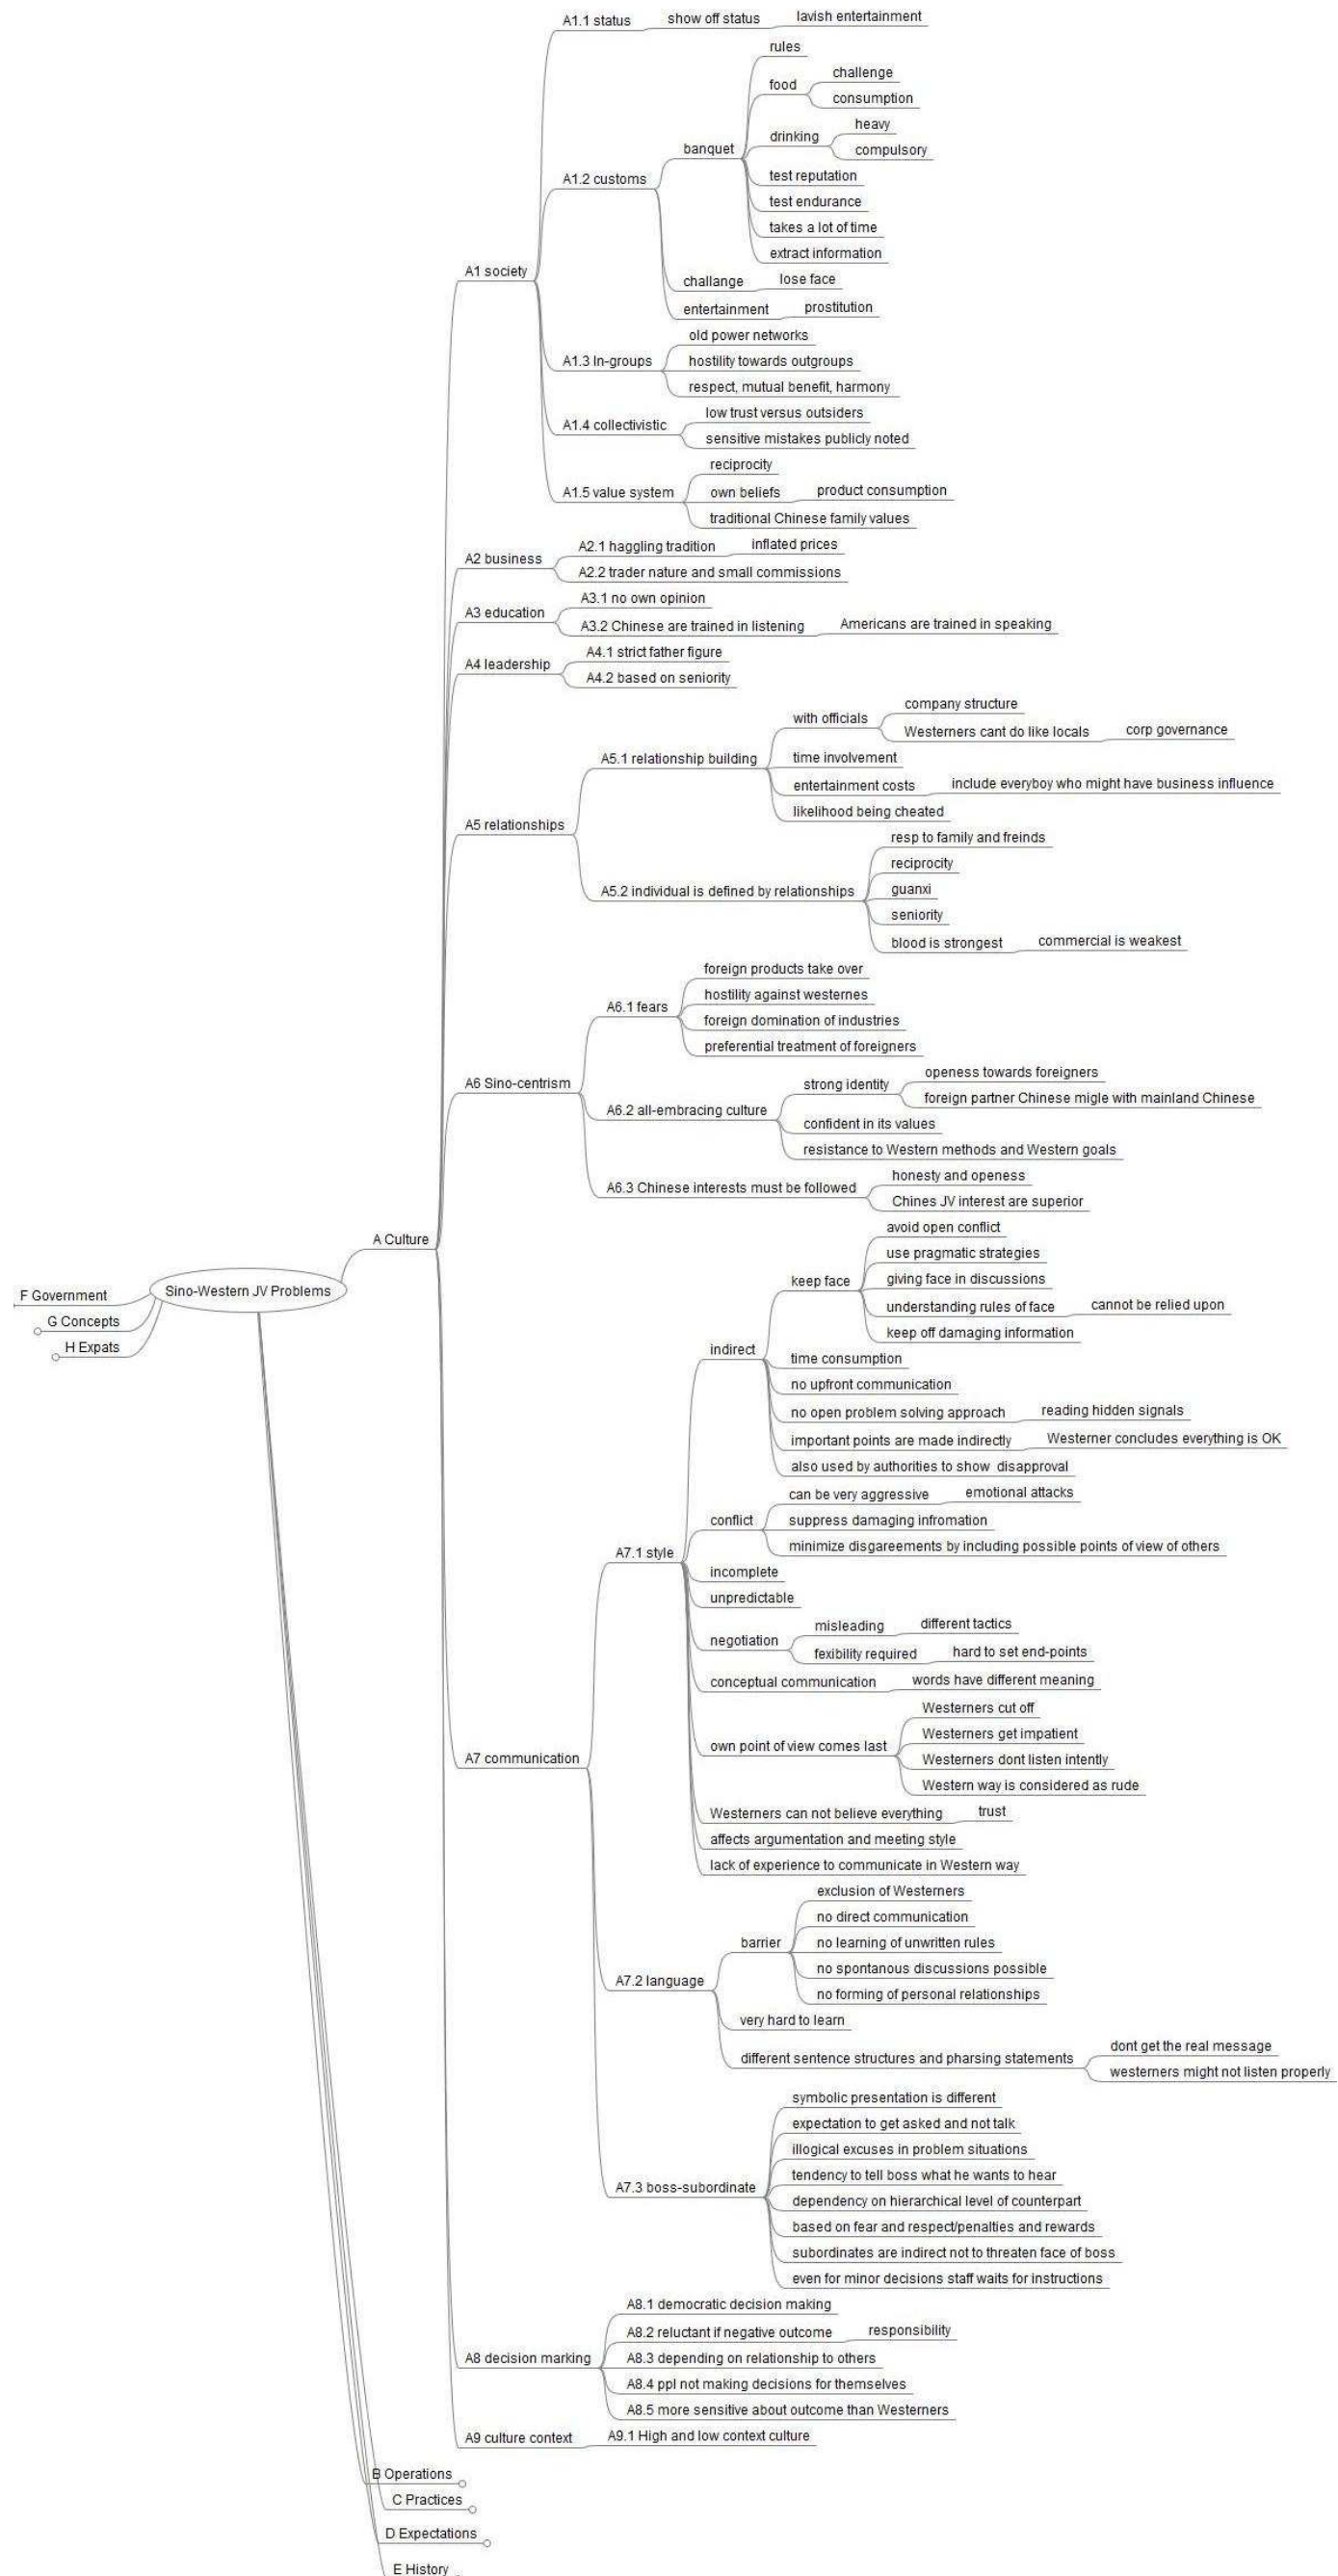 A1.1 status
show off status
lavish entertainment
A1.2 customs
banquet
rules
food
challenge
consumption
drinking
heavy
compulsory
test reputation
test endurance
takes a lot of time
extract information
challange
lose face
entertainment
prostitution
A1 society
A1.3 In-groups
old power networks
hostility towards outgroups
respect, mutual benefit, harmony
A1.4 collectivistic
low trust versus outsiders
sensitive mistakes publicly noted
A1.5 value system
reciprocity
own beliefs
product consumption
traditional Chinese family values
A2 business
A2.1 haggling tradition
inflated prices
A2.2 trader nature and small commissions
A3 education
A3.1 no own opinion
A3.2 Chinese are trained in listening
Americans are trained in speaking
A4 leadership
A4.1 strict father figure
A4.2 based on seniority
A5 relationships
A5.1 relationship building
with officials
company structure
Westerners cant do like locals
corp governance
time involvement
entertainment costs
include everyboy who might have business influence
likelihood being cheated
A5.2 individual is defined by relationships
resp to family and freinds
reciprocity
guanxi
seniority
blood is strongest
commercial is weakest
A6 Sino-centrism
A6.1 fears
foreign products take over
hostility against westernes
foreign domination of industries
preferential treatment of foreigners
A6.2 all-embracing culture
strong identity
openess towards foreigners
foreign partner Chinese migle with mainland Chinese
confident in its values
resistance to Western methods and Western goals
A6.3 Chinese interests must be followed
honesty and openess
Chines JV interest are superior
A Culture
Sino-Western JV Problems
F Government
G Concepts
H Expats
A7 communication
A7.1 style
indirect
keep face
avoid open conflict
use pragmatic strategies
giving face in discussions
understanding rules of face
cannot be relied upon
keep off damaging information
time consumption
no upfront communication
no open problem solving approach
reading hidden signals
important points are made indirectly
Westerner concludes everything is OK
also used by authorities to show disapproval
conflict
can be very aggressive
emotional attacks
suppress damaging infromation
minimize disgareements by including possible points of view of others
incomplete
unpredictable
negotiation
misleading
different tactics
fexibility required
hard to set end-points
conceptual communication
words have different meaning
own point of view comes last
Westerners cut off
Westerners get impatient
Westerners dont listen intently
Western way is considered as rude
Westerners can not believe everything
trust
affects argumentation and meeting style
lack of experience to communicate in Western way
A7.2 language
barrier
exclusion of Westerners
no direct communication
no learning of unwritten rules
no spontanous discussions possible
no forming of personal relationships
very hard to learn
different sentence structures and pharsing statements
dont get the real message
westerners might not listen properly
A7.3 boss-subordinate
symbolic presentation is different
expectation to get asked and not talk
illogical excuses in problem situations
tendency to tell boss what he wants to hear
dependency on hierarchical level of counterpart
based on fear and respect/penalties and rewards
subordinates are indirect not to threaten face of boss
even for minor decisions staff waits for instructions
A8 decision marking
A8.1 democratic decision making
A8.2 reluctant if negative outcome
responsibility
A8.3 depending on relationship to others
A8.4 ppl not making decisions for themselves
A8.5 more sensitive about outcome than Westerners
A9 culture context
A9.1 High and low context culture
B Operations
C Practices
D Expectations
E History